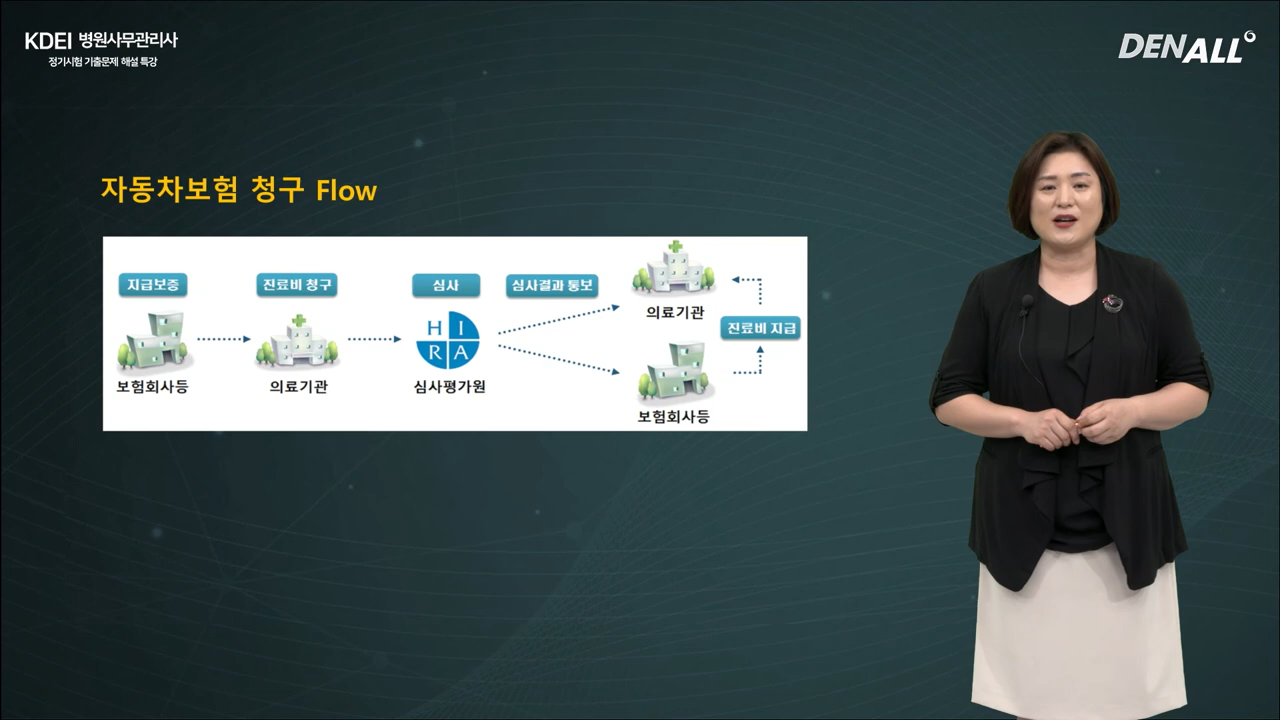 KDEI 병원사무관리사
정기시험 기출문제 해설 특강
DENALL
자동차보험 청구 Flow
지급보증
진료비 청구
심사
심사결과 통보
진료비 지급
H I
R A
보험회사등
의료기관
심사평가원
의료기관
보험회사등